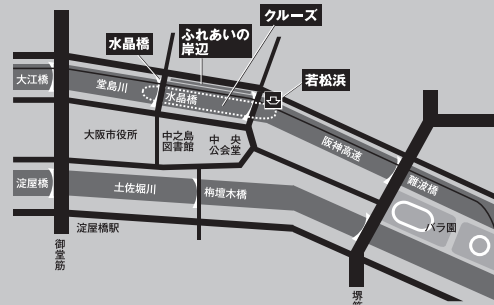 クルーズ
水晶橋
ふれあいの
岸辺
若松浜
大江橋
堂島川
水晶橋
大阪市役所
中之島
図書館
中 央
公会堂
阪神高速
難波橋
淀屋橋
土佐堀川
栴壇木橋
バラ園
淀屋橋駅
御堂筋
堺筋